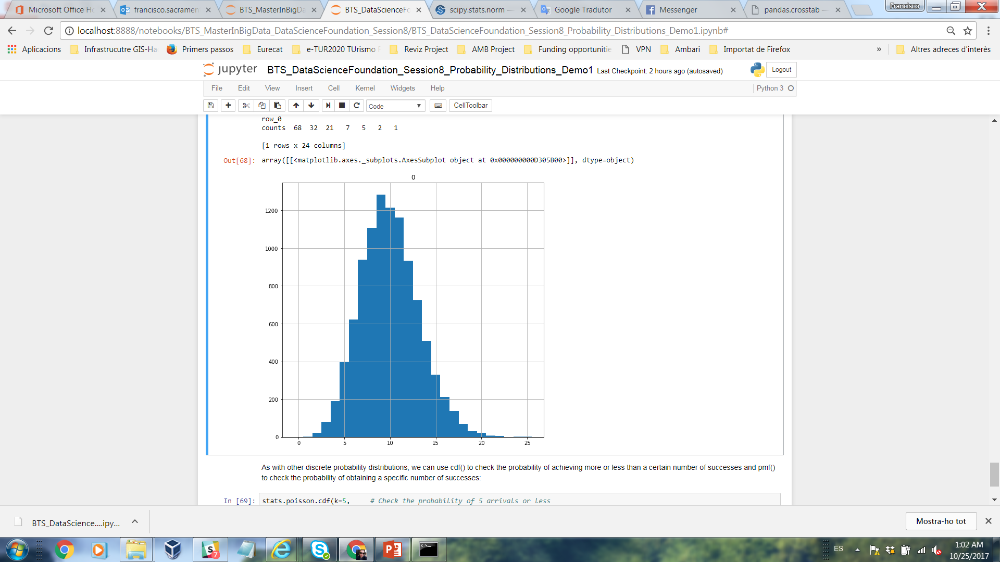 Microsoft Office Ho
francisco.sacramen
BTS_MasterInBigDa
BTS_DataScienceFo
scipy.stats.norm —
Google Tradutor
Messenger
pandas.crosstab —
Francisco
localhost:8888/notebooks/BTS_MasterInBigData_DataScienceFoundation_Session8/BTS_DataScienceFoundation_Session8_Probability_Distributions_Demo1.ipynb#
Aplicacions
Infrastrucutre GIS-Ha
Primers passos
Eurecat
e-TUR2020 TUrismo
Reviz Project
AMB Project
Funding opportunitie
VPN
Ambari
Importat de Firefox
»
Altres adreces d'interès
jupyter BTS_DataScienceFoundation_Session8_Probability_Distributions_Demo1 Last Checkpoint: 2 hours ago (autosaved)
Logout
File Edit View Insert Cell Kernel Widgets Help
Python 3
Code
CellToolbar
row_0
counts 68 32 21 7 5 2 1
[1 rows x 24 columns]
Out[68]: array([[<matplotlib.axes._subplots.AxesSubplot object at 0x000000000D305B00>]], dtype=object)
0
1200
1000
800
600
400
200
0
0 5 10 15 20 25
As with other discrete probability distributions, we can use cdf() to check the probability of achieving more or less than a certain number of successes and pmf()
to check the probability of obtaining a specific number of successes:
In [69]: stats.poisson.cdf(k=5, # Check the probability of 5 arrivals or less
BTS_DataScience....ipy...
Mostra-ho tot
7
C:\_
ES
1:02 AM
10/25/2017